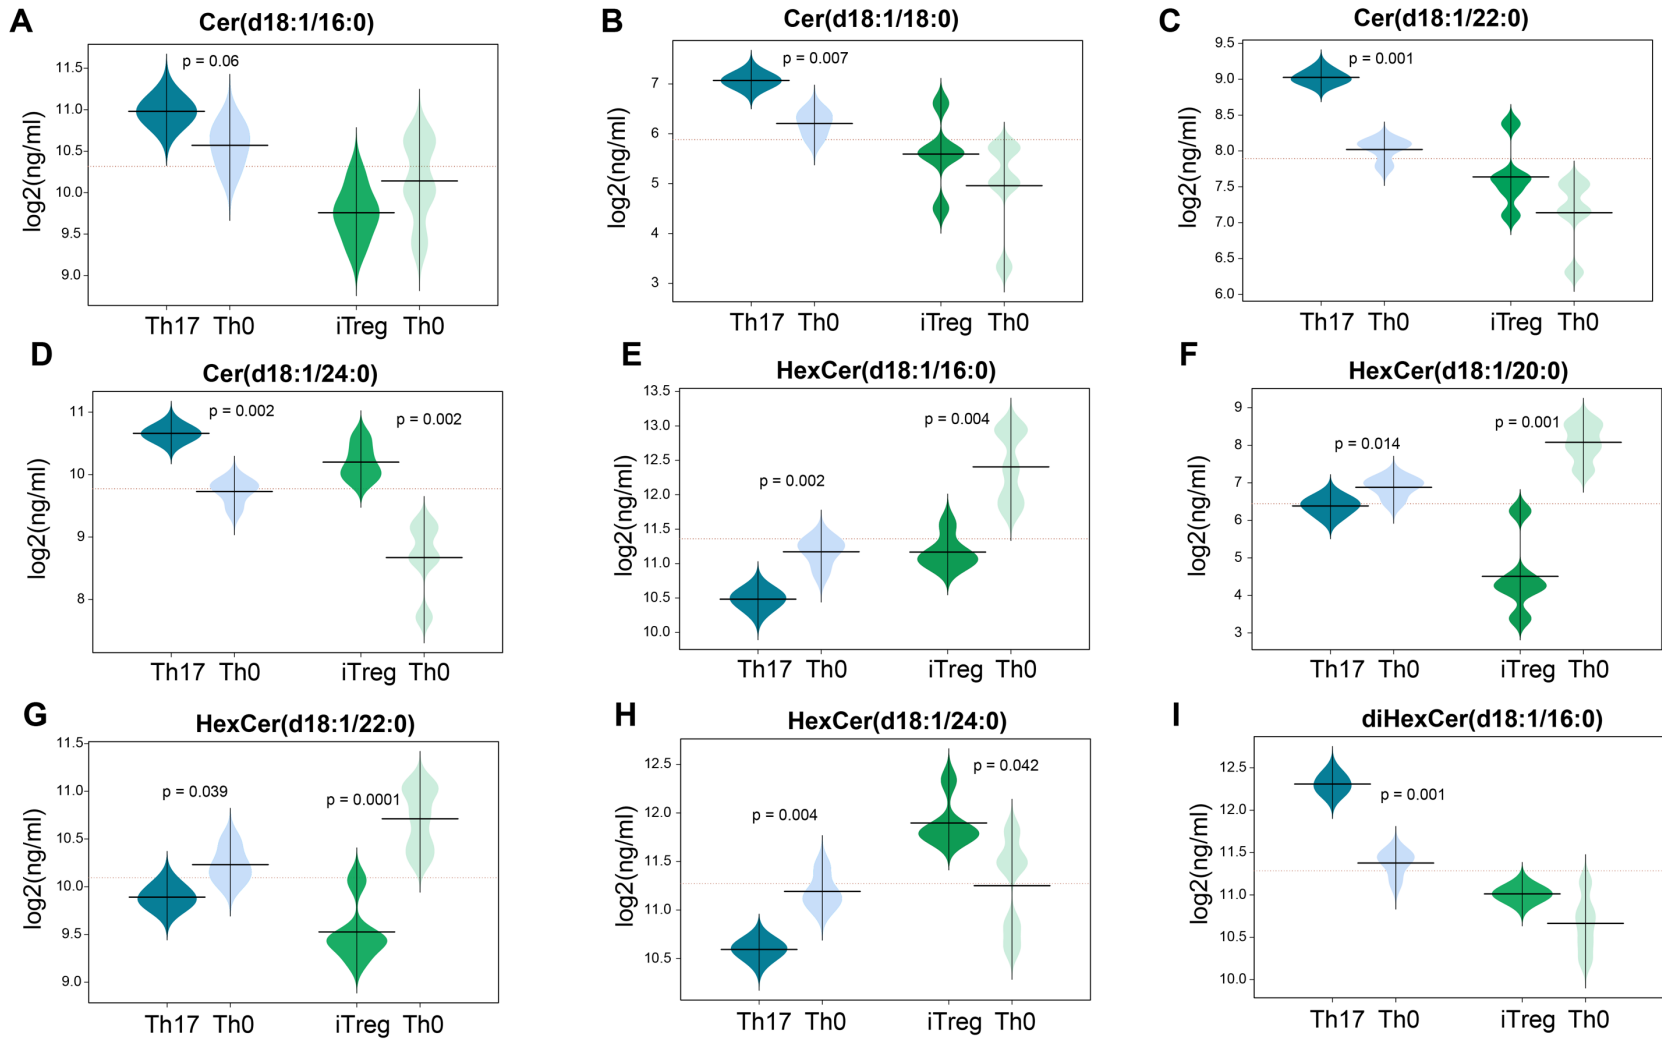 A
Cer(d18:1/16:0)
log2(ng/ml)
11.5
11.0
10.5
10.0
9.5
9.0
p = 0.06
Th17 Th0 iTreg Th0
B
Cer(d18:1/18:0)
log2(ng/ml)
7
6
5
4
3
p = 0.007
Th17 Th0 iTreg Th0
C
Cer(d18:1/22:0)
log2(ng/ml)
9.5
9.0
8.5
8.0
7.5
7.0
6.5
6.0
p = 0.001
Th17 Th0 iTreg Th0
D
Cer(d18:1/24:0)
log2(ng/ml)
11
10
9
8
p = 0.002
p = 0.002
Th17 Th0 iTreg Th0
E
HexCer(d18:1/16:0)
log2(ng/ml)
13.5
13.0
12.5
12.0
11.5
11.0
10.5
10.0
p = 0.002
p = 0.004
Th17 Th0 iTreg Th0
F
HexCer(d18:1/20:0)
log2(ng/ml)
9
8
7
6
5
4
3
p = 0.014
p = 0.001
Th17 Th0 iTreg Th0
G
HexCer(d18:1/22:0)
log2(ng/ml)
11.5
11.0
10.5
10.0
9.5
9.0
p = 0.039
p = 0.0001
Th17 Th0 iTreg Th0
H
HexCer(d18:1/24:0)
log2(ng/ml)
12.5
12.0
11.5
11.0
10.5
p = 0.004
p = 0.042
Th17 Th0 iTreg Th0
I
diHexCer(d18:1/16:0)
log2(ng/ml)
12.5
12.0
11.5
11.0
10.5
10.0
p = 0.001
Th17 Th0 iTreg Th0